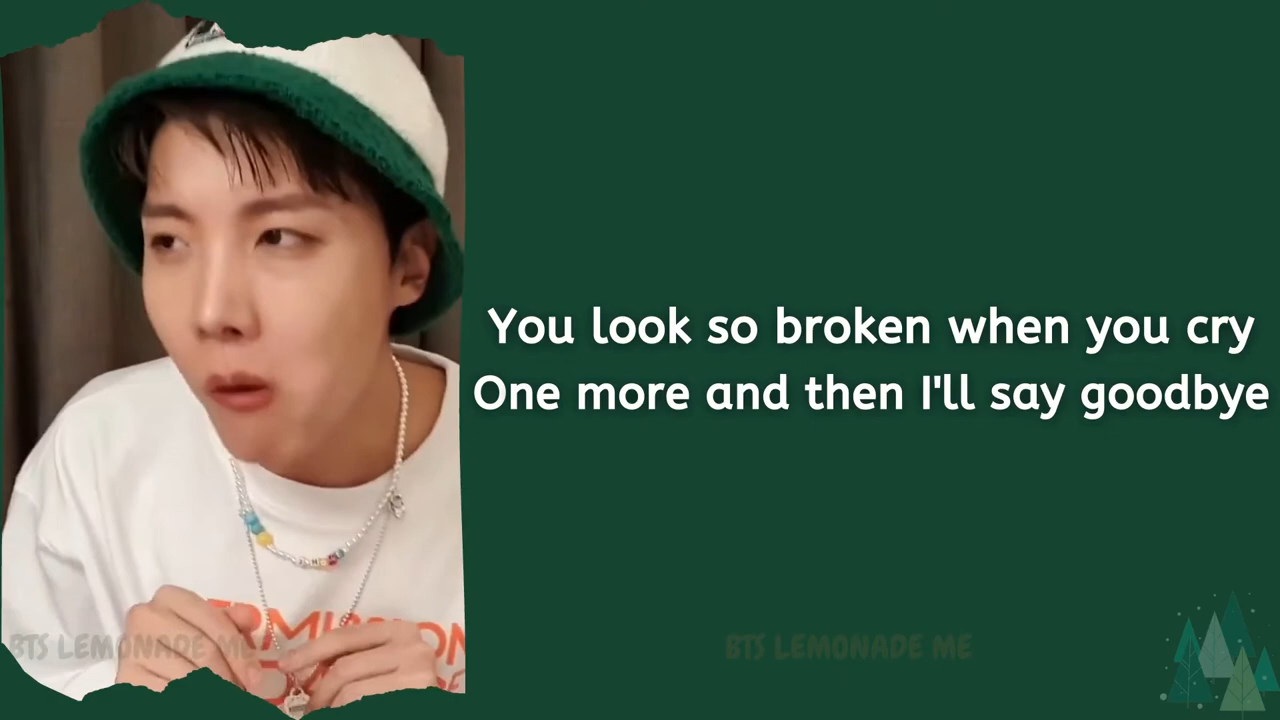 You look so broken when you cry
One more and then I'll say goodbye
BTS LEMONADE ME
BTS LEMONADE ME